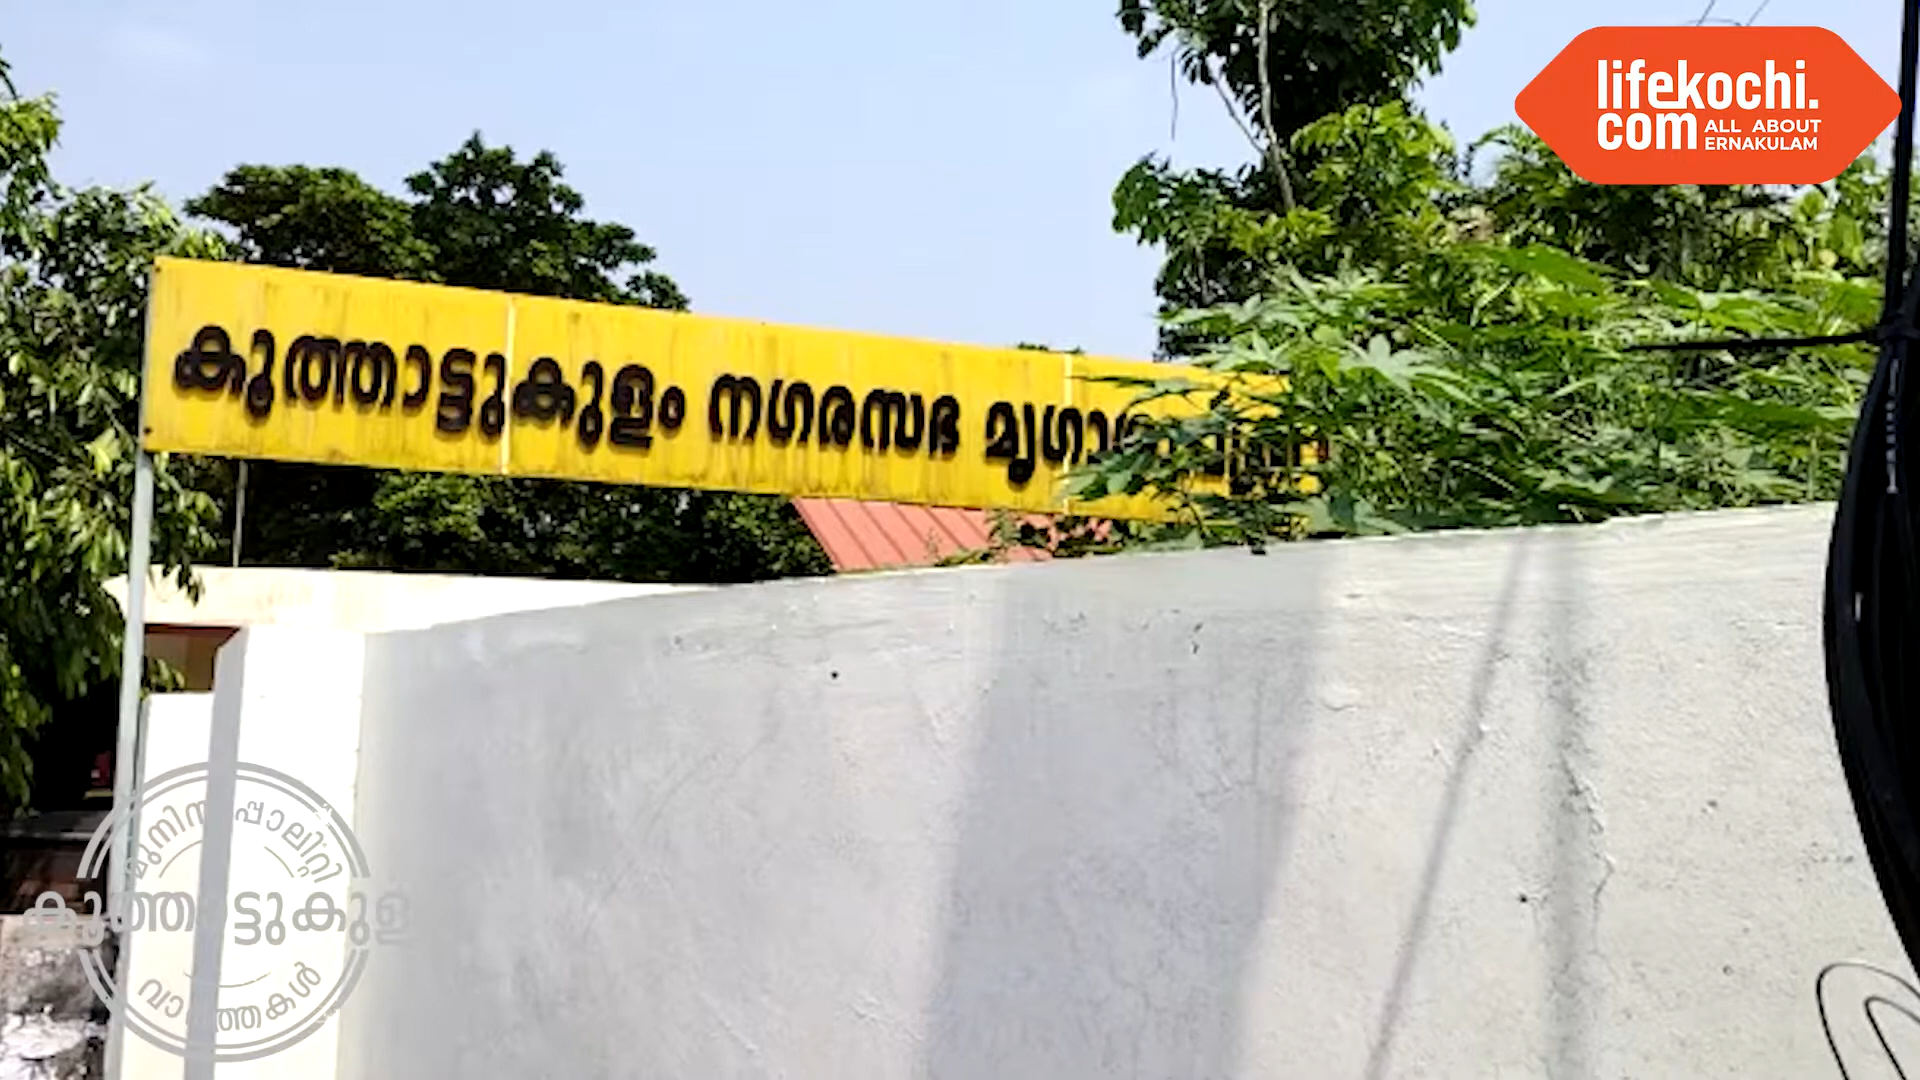 lifekochi.
com ALL ABOUT
ERNAKULAM
കൂത്താട്ടുകുളം നഗരസഭ
കൂത്താട്ടുകുള
വാർത്തകൾ